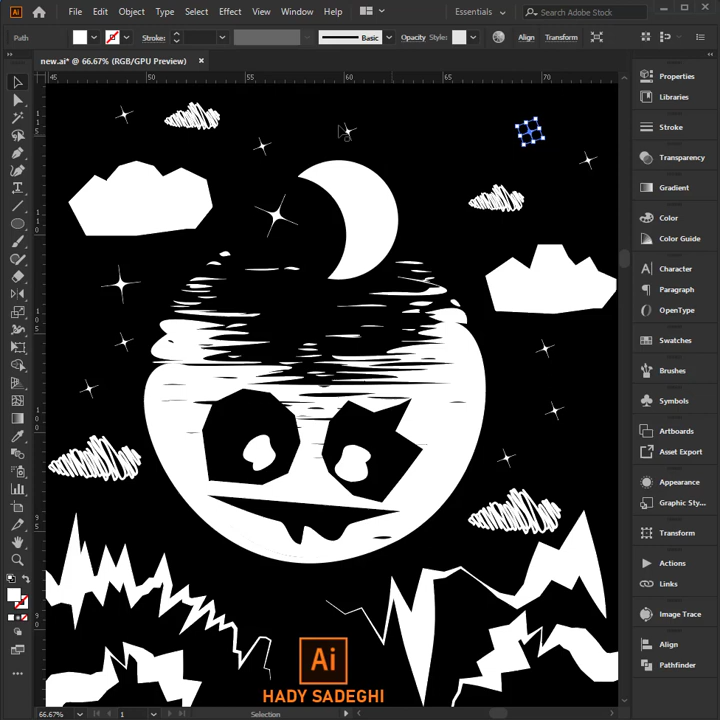 Ai File Edit Object Type Select Effect View Window Help Essentials Search Adobe Stock
Path Stroke: Basic Opacity Style: Align Transform
new.ai* @ 66.67% (RGB/GPU Preview) ×
45 50 55 60 65 70
Properties
Libraries
Stroke
Transparency
Gradient
Color
Color Guide
Character
Paragraph
OpenType
Swatches
Brushes
Symbols
Artboards
Asset Export
Appearance
Graphic Sty...
Transform
Actions
Links
Image Trace
Align
Pathfinder
Ai
HADY SADEGHI
66.67% 1 Selection